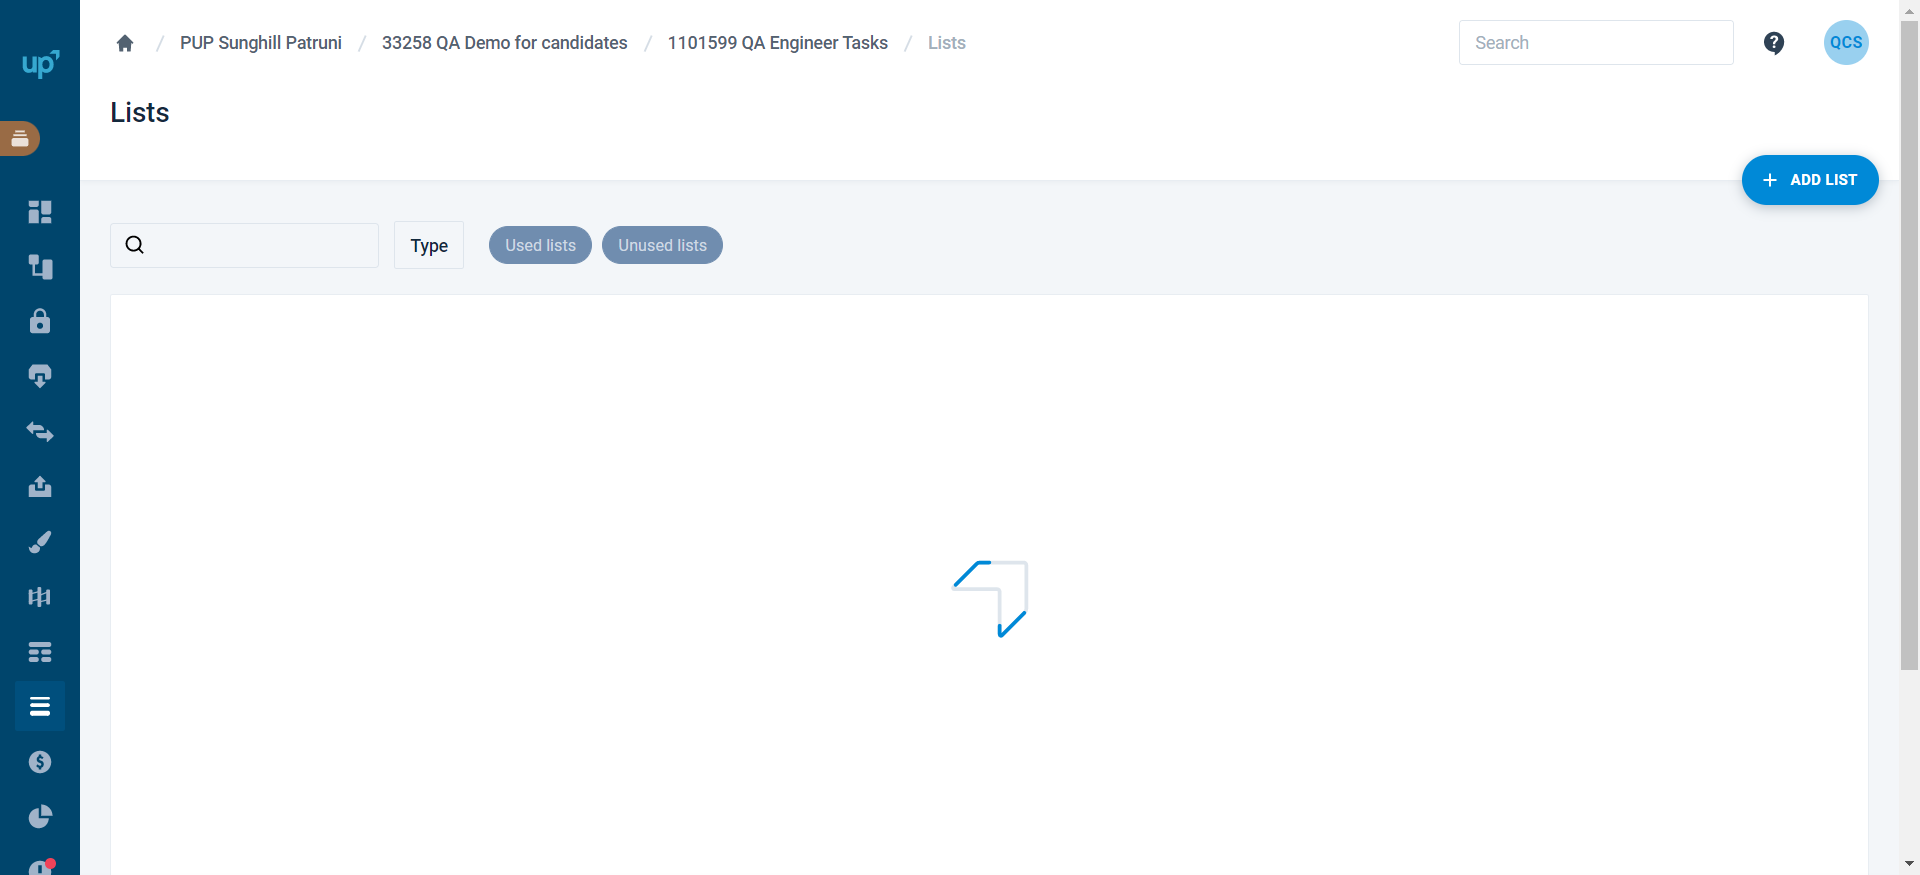 up
PUP Sunghill Patruni / 33258 QA Demo for candidates / 1101599 QA Engineer Tasks / Lists
Search
?
QCS
Lists
+ ADD LIST
Type
Used lists
Unused lists
$